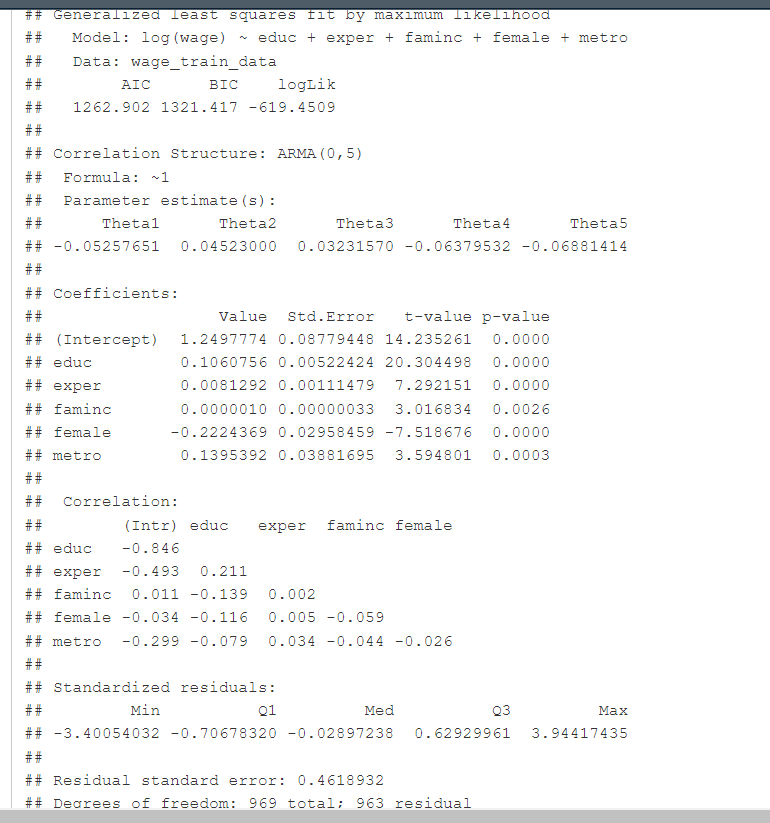 ## Generalized least squares fit by maximum likelihood
##   Model: log(wage) ~ educ + exper + faminc + female + metro
##   Data: wage_train_data
##        AIC      BIC    logLik
##   1262.902 1321.417 -619.4509
##
## Correlation Structure: ARMA(0,5)
##  Formula: ~1
##  Parameter estimate(s):
##      Theta1      Theta2      Theta3      Theta4      Theta5
## -0.05257651  0.04523000  0.03231570 -0.06379532 -0.06881414
##
## Coefficients:
##                  Value  Std.Error   t-value p-value
## (Intercept)  1.2497774 0.08779448 14.235261  0.0000
## educ         0.1060756 0.00522424 20.304498  0.0000
## exper        0.0081292 0.00111479  7.292151  0.0000
## faminc       0.0000010 0.00000033  3.016834  0.0026
## female      -0.2224369 0.02958459 -7.518676  0.0000
## metro        0.1395392 0.03881695  3.594801  0.0003
##
##  Correlation:
##        (Intr) educ   exper  faminc female
## educ   -0.846
## exper  -0.493  0.211
## faminc  0.011 -0.139  0.002
## female -0.034 -0.116  0.005 -0.059
## metro  -0.299 -0.079  0.034 -0.044 -0.026
##
## Standardized residuals:
##         Min          Q1         Med          Q3         Max
## -3.40054032 -0.70678320 -0.02897238  0.62929961  3.94417435
##
## Residual standard error: 0.4618932
## Degrees of freedom: 969 total; 963 residual